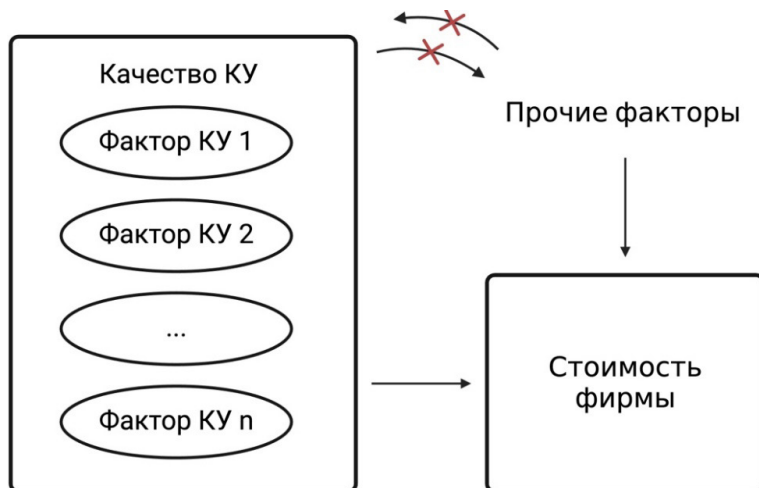 Качество КУ
Фактор КУ 1
Фактор КУ 2
...
Фактор КУ n
Прочие факторы
Стоимость
фирмы